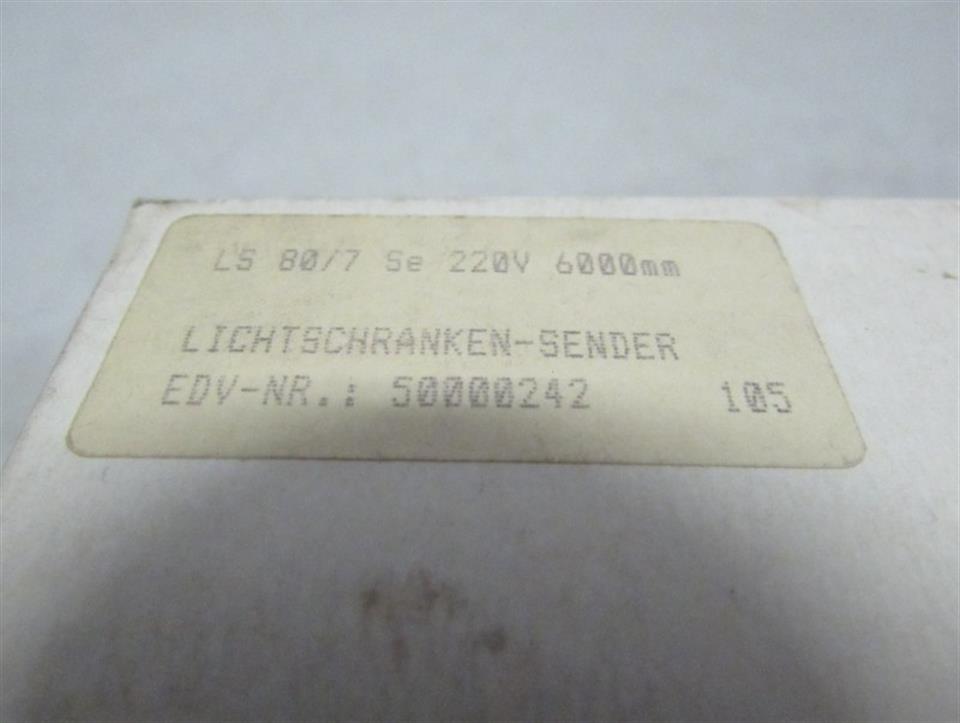 LS 80/7 Se 220V 6000mm
LICHTSCHRANKEN-SENDER
EDV-NR.: 50000242 105